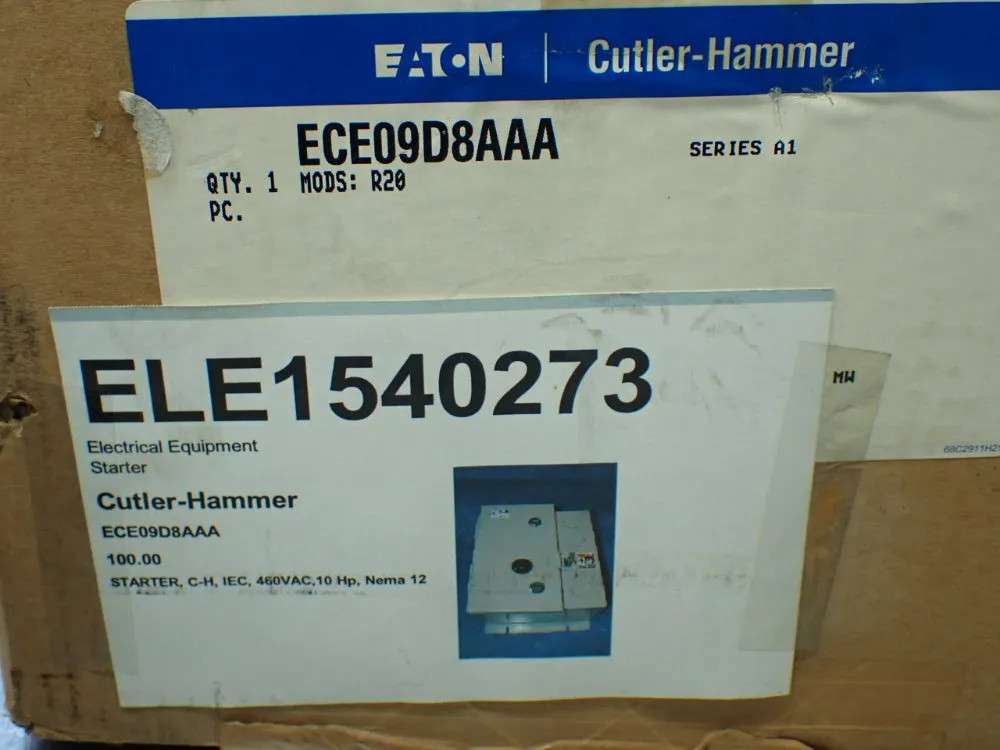 EATON | Cutler-Hammer
ECE09D8AAA
SERIES A1
QTY. 1 MODS: R20
PC.
ELE1540273
MW
Electrical Equipment
Starter
68C2911H2
Cutler-Hammer
ECE09D8AAA
100.00
STARTER, C-H, IEC, 460VAC,10 Hp, Nema 12